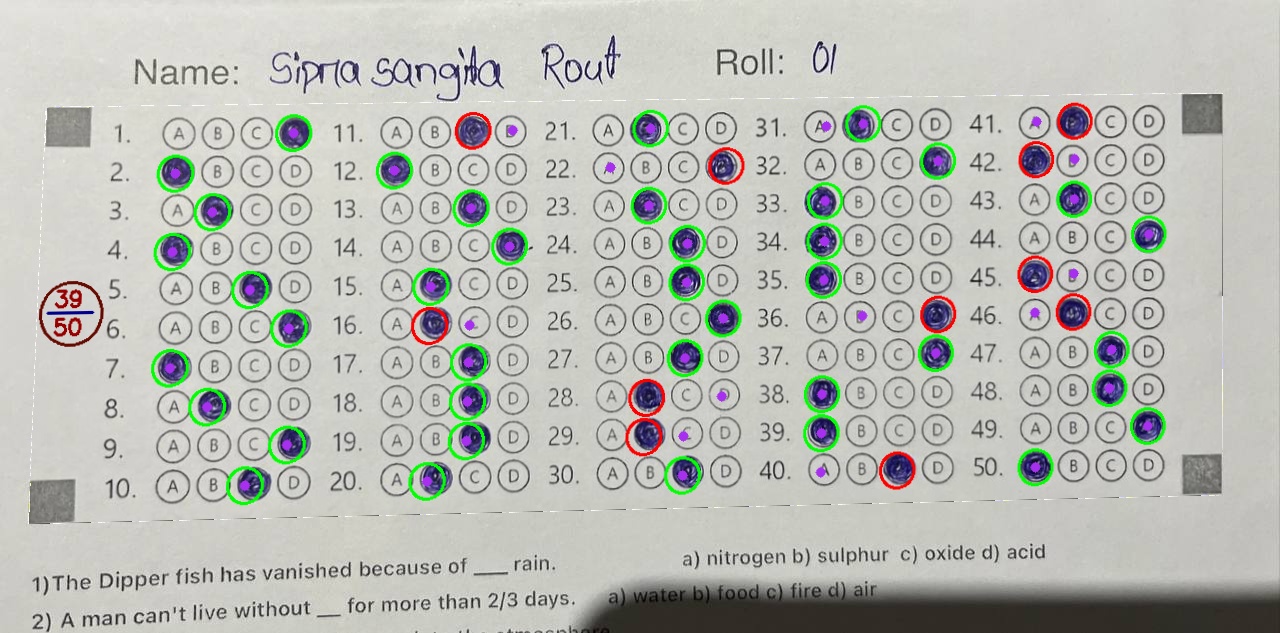 Name: Sipra sangita Rout Roll: 01
1. A B C 11. A B 21. A C D 31. A C D 41. A C D
2. B C D 12. B C D 22. B C 32. A B C 42. C D
3. A C D 13. A B D 23. A C D 33. B C D 43. A C D
4. B C D 14. A B C 24. A B D 34. B C D 44. A B C
5. A B D 15. A C D 25. A B D 35. B C D 45. B C D
39
50
6. A B C 16. A C D 26. A B C 36. A B C 46. A C D
7. B C D 17. A B D 27. A B D 37. A B C 47. A B D
8. A C D 18. A B D 28. A C 38. B C D 48. A B D
9. A B C 19. A B D 29. A C D 39. B C D 49. A B C
10. A B D 20. A C D 30. A B D 40. A B D 50. B C D
1)The Dipper fish has vanished because of ___ rain. a) nitrogen b) sulphur c) oxide d) acid
2) A man can't live without __ for more than 2/3 days. a) water b) food c) fire d) air